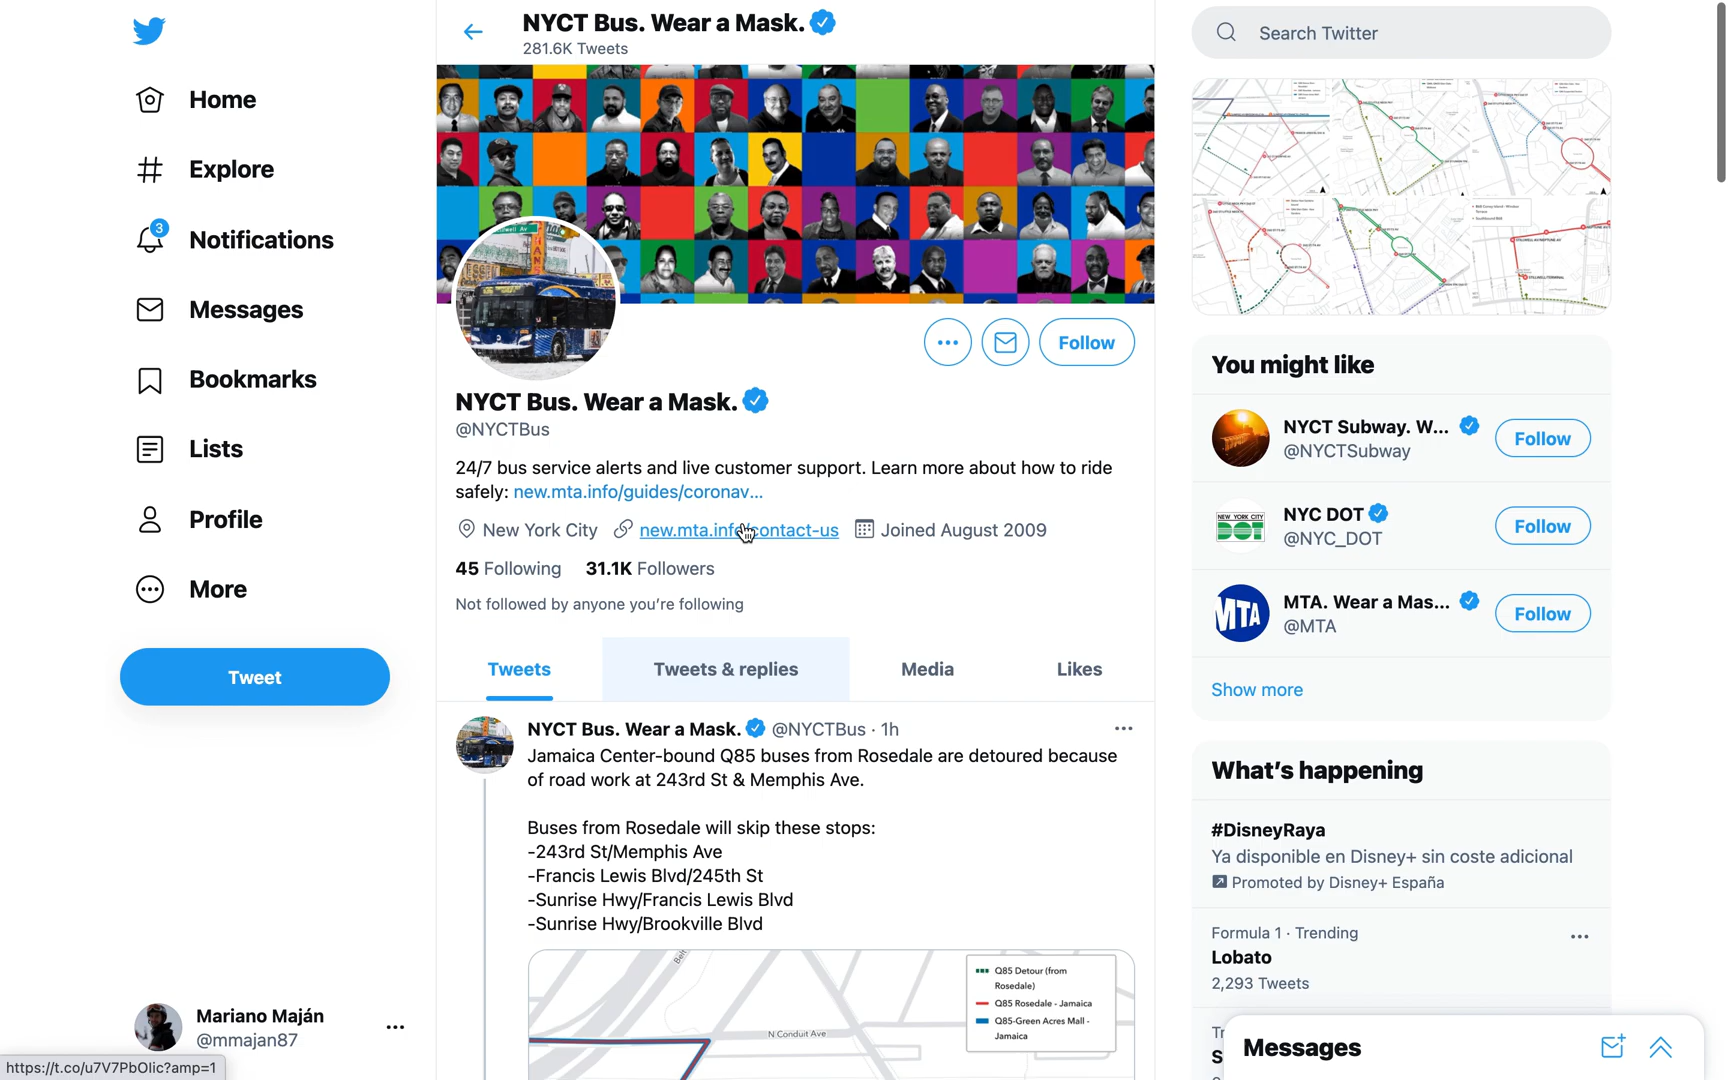 Home
Explore
3
Notifications
Messages
Bookmarks
Lists
Profile
More
Tweet
Mariano Maján
@mmajan87
https://t.co/u7V7PbOlic?amp=1
NYCT Bus. Wear a Mask.
281.6K Tweets
Follow
NYCT Bus. Wear a Mask.
@NYCTBus
24/7 bus service alerts and live customer support. Learn more about how to ride
safely: new.mta.info/guides/coronav...
New York City new.mta.info/contact-us Joined August 2009
45 Following 31.1K Followers
Not followed by anyone you're following
Tweets Tweets & replies Media Likes
NYCT Bus. Wear a Mask. @NYCTBus · 1h
Jamaica Center-bound Q85 buses from Rosedale are detoured because
of road work at 243rd St & Memphis Ave.
Buses from Rosedale will skip these stops:
-243rd St/Memphis Ave
-Francis Lewis Blvd/245th St
-Sunrise Hwy/Francis Lewis Blvd
-Sunrise Hwy/Brookville Blvd
Belt
N Conduit Ave
Q85 Detour (from
Rosedale)
Q85 Rosedale - Jamaica
Q85-Green Acres Mall -
Jamaica
Search Twitter
You might like
NYCT Subway. W...
@NYCTSubway
Follow
NEW YORK CITY
DOT
NYC DOT
@NYC_DOT
Follow
MTA
MTA. Wear a Mas...
@MTA
Follow
Show more
What's happening
#DisneyRaya
Ya disponible en Disney+ sin coste adicional
Promoted by Disney+ España
Formula 1 · Trending
Lobato
2,293 Tweets
Messages